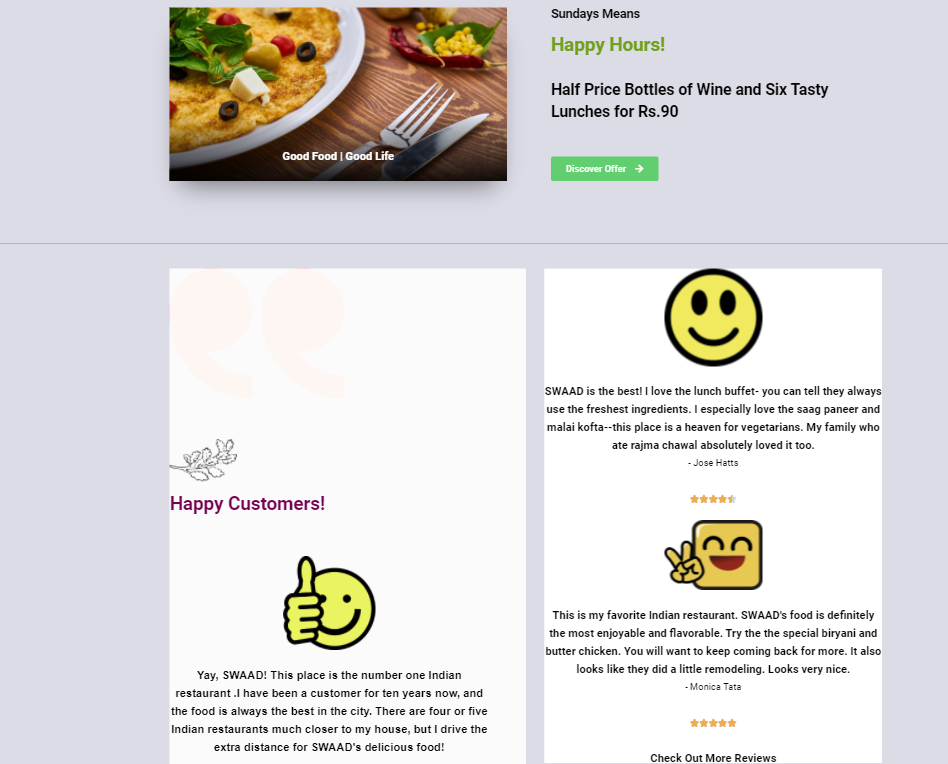 Good Food | Good Life
Sundays Means
Happy Hours!
Half Price Bottles of Wine and Six Tasty
Lunches for Rs.90
Discover Offer
Happy Customers!
Yay, SWAAD! This place is the number one Indian
restaurant .I have been a customer for ten years now, and
the food is always the best in the city. There are four or five
Indian restaurants much closer to my house, but I drive the
extra distance for SWAAD's delicious food!
SWAAD is the best! I love the lunch buffet- you can tell they always
use the freshest ingredients. I especially love the saag paneer and
malai kofta--this place is a heaven for vegetarians. My family who
ate rajma chawal absolutely loved it too.
- Jose Hatts
This is my favorite Indian restaurant. SWAAD's food is definitely
the most enjoyable and flavorable. Try the the special biryani and
butter chicken. You will want to keep coming back for more. It also
looks like they did a little remodeling. Looks very nice.
- Monica Tata
Check Out More Reviews